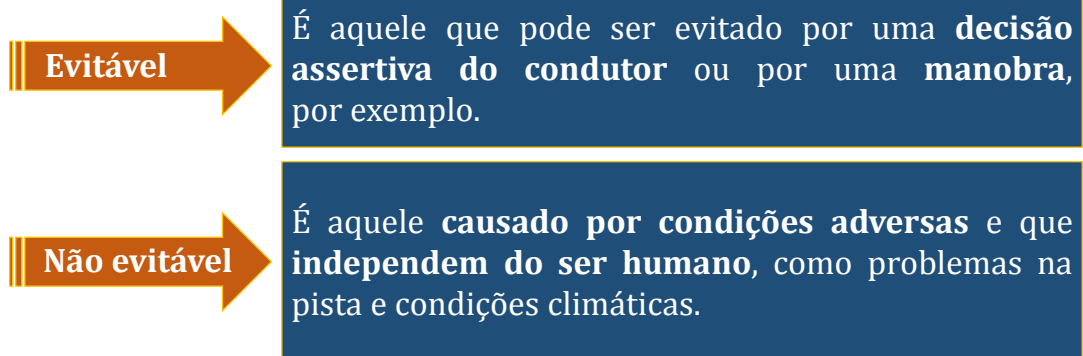 Evitável
É aquele que pode ser evitado por uma decisão
assertiva do condutor ou por uma manobra,
por exemplo.
Não evitável
É aquele causado por condições adversas e que
independem do ser humano, como problemas na
pista e condições climáticas.